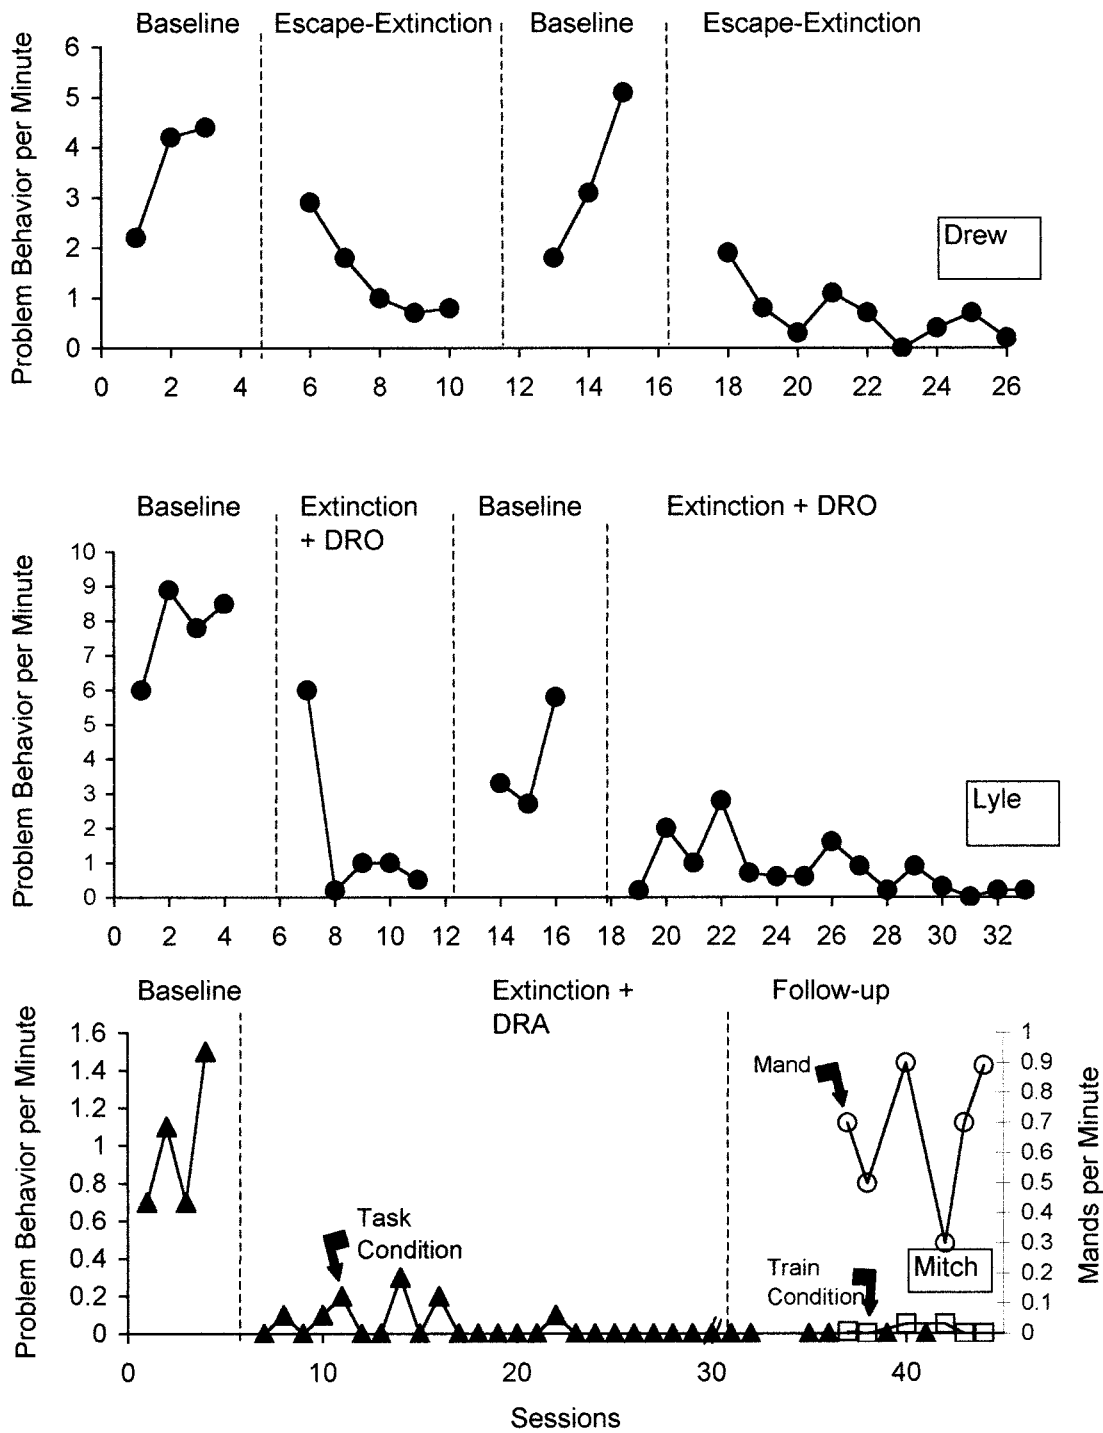 Baseline Escape-Extinction Baseline Escape-Extinction
Problem Behavior per Minute
6
5
4
3
2
1
0
Drew
0 2 4 6 8 10 12 14 16 18 20 22 24 26
Baseline Extinction Baseline Extinction + DRO
+ DRO
Problem Behavior per Minute
10
9
8
7
6
5
4
3
2
1
0
Lyle
0 2 4 6 8 10 12 14 16 18 20 22 24 26 28 30 32
Baseline Extinction + Follow-up
DRA
Problem Behavior per Minute
1.6
1.4
1.2
1
0.8
0.6
0.4
0.2
0
Task
Condition
Mand
Train
Condition
Mitch
1
0.9
0.8
0.7
0.6
0.5
0.4
0.3
0.2
0.1
0
Mands per Minute
0 10 20 30 40
Sessions